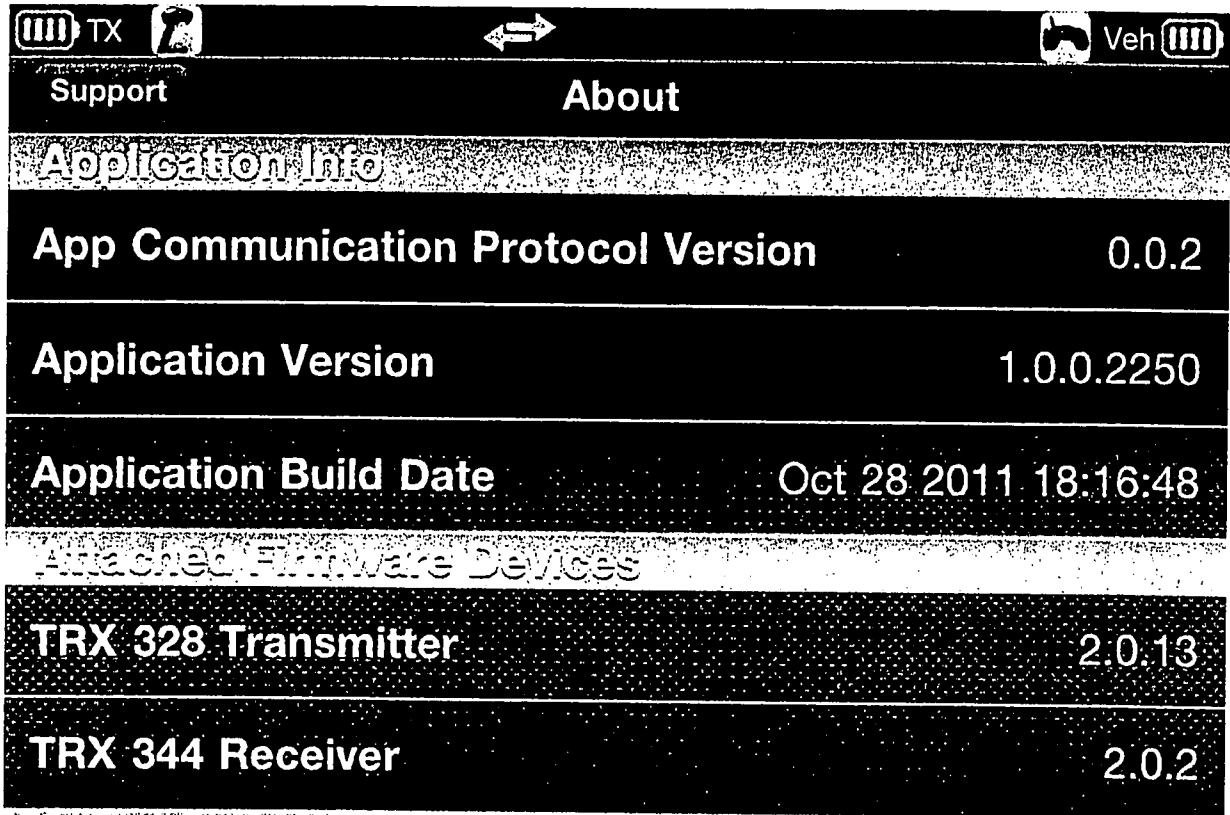 TX Veh
Support About
Application Info
App Communication Protocol Version 0.0.2
Application Version 1.0.0.2250
Application Build Date Oct 28 2011 18:16:48
Attached Firmware Devices
TRX 328 Transmitter 2.0.13
TRX 344 Receiver 2.0.2